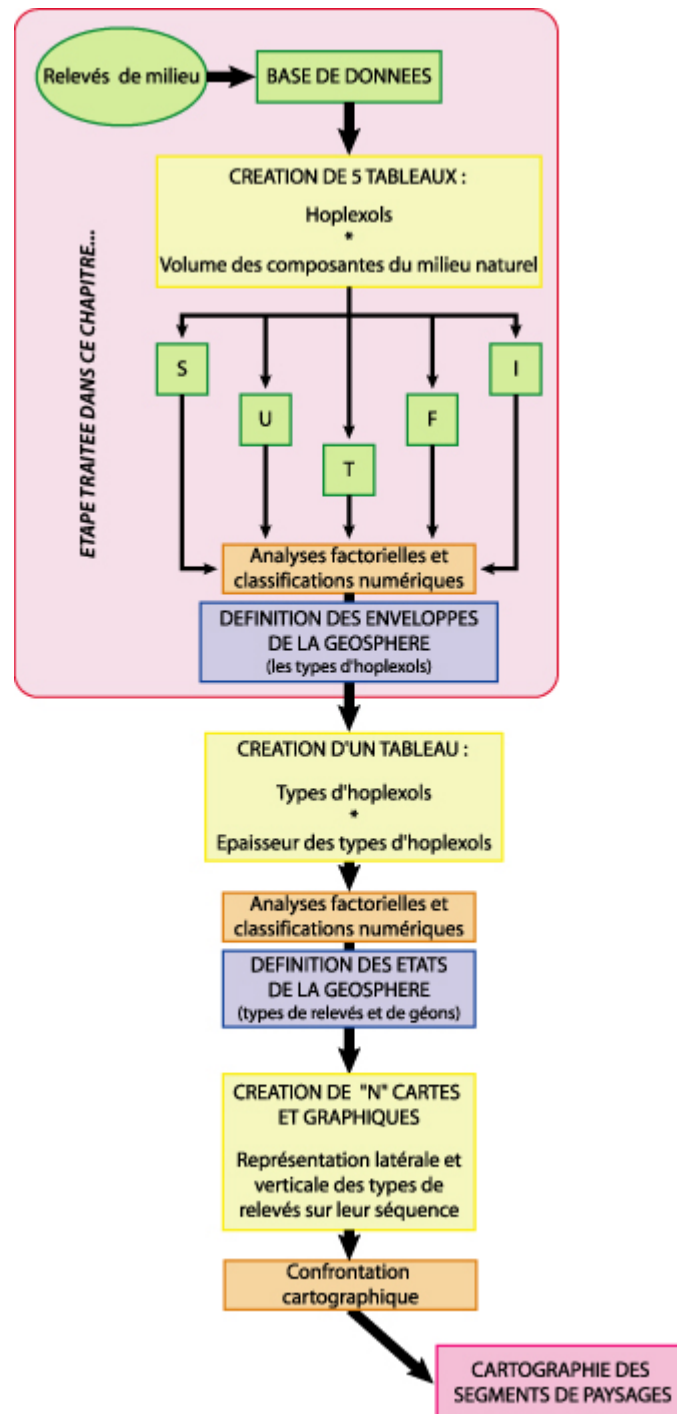 Relevés de milieu
BASE DE DONNEES
CREATION DE 5 TABLEAUX :
Hoplexols
*
Volume des composantes du milieu naturel
ETAPE TRAITEE DANS CE CHAPITRE...
S
U
T
F
I
Analyses factorielles et
classifications numériques
DEFINITION DES ENVELOPPES
DE LA GEOSPHERE
(les types d'hoplexols)
CREATION D'UN TABLEAU :
Types d'hoplexols
*
Epaisseur des types d'hoplexols
Analyses factorielles et
classifications numériques
DEFINITION DES ETATS
DE LA GEOSPHERE
(types de relevés et de géons)
CREATION DE "N" CARTES
ET GRAPHIQUES
Représentation latérale et
verticale des types de
relevés sur leur séquence
Confrontation
cartographique
CARTOGRAPHIE DES
SEGMENTS DE PAYSAGES